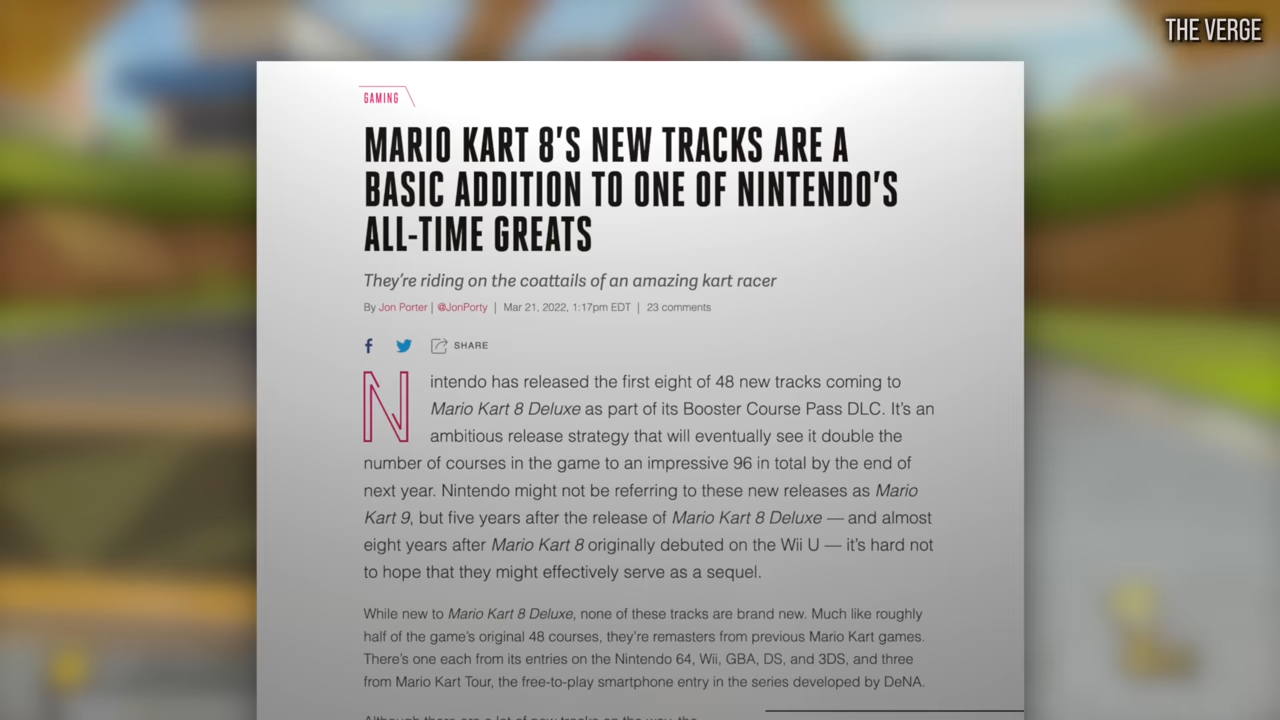 THE VERGE
GAMING
MARIO KART 8'S NEW TRACKS ARE A
BASIC ADDITION TO ONE OF NINTENDO'S
ALL-TIME GREATS
They're riding on the coattails of an amazing kart racer
By Jon Porter | @JonPorty | Mar 21, 2022, 1:17pm EDT | 23 comments
SHARE
Nintendo has released the first eight of 48 new tracks coming to
Mario Kart 8 Deluxe as part of its Booster Course Pass DLC. It's an
ambitious release strategy that will eventually see it double the
number of courses in the game to an impressive 96 in total by the end of
next year. Nintendo might not be referring to these new releases as Mario
Kart 9, but five years after the release of Mario Kart 8 Deluxe — and almost
eight years after Mario Kart 8 originally debuted on the Wii U — it's hard not
to hope that they might effectively serve as a sequel.
While new to Mario Kart 8 Deluxe, none of these tracks are brand new. Much like roughly
half of the game's original 48 courses, they're remasters from previous Mario Kart games.
There's one each from its entries on the Nintendo 64, Wii, GBA, DS, and 3DS, and three
from Mario Kart Tour, the free-to-play smartphone entry in the series developed by DeNA.
Although there are a lot of new tracks on the way, the